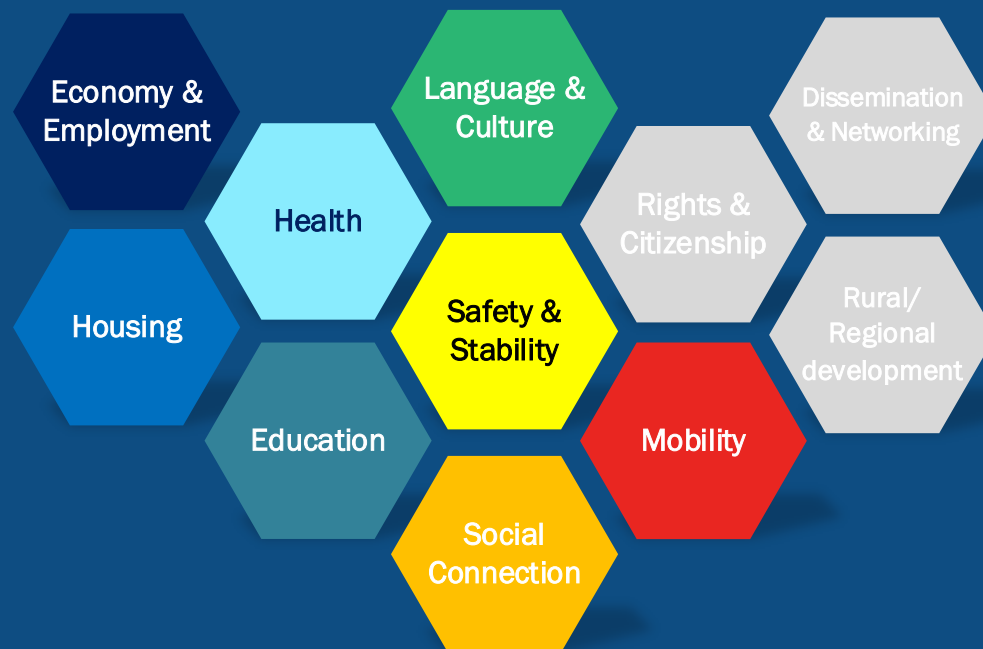 Economy &
Employment
Language &
Culture
Dissemination
& Networking
Health
Rights &
Citizenship
Housing
Safety &
Stability
Rural/
Regional
development
Education
Mobility
Social
Connection